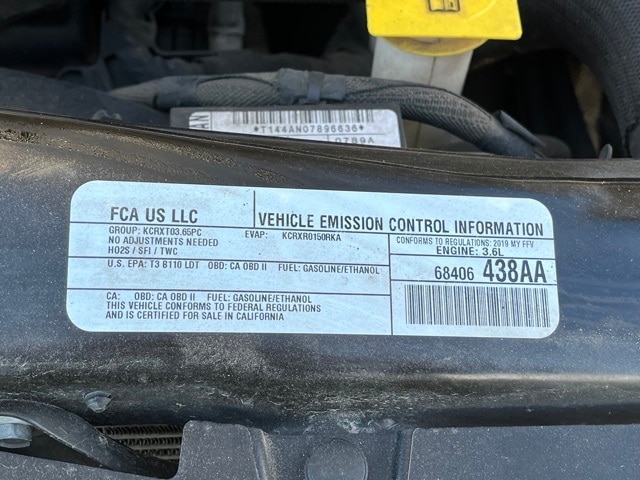 *T144AN07896636*
0789A
FCA US LLC
VEHICLE EMISSION CONTROL INFORMATION
GROUP: KCRXT03.65PC EVAP: KCRXR0150RKA
NO ADJUSTMENTS NEEDED
HO2S / SFI / TWC
CONFORMS TO REGULATIONS: 2019 MY FFV
ENGINE: 3.6L
U.S. EPA: T3 B110 LDT OBD: CA OBD II FUEL: GASOLINE/ETHANOL
68406 438AA
CA: OBD: CA OBD II FUEL: GASOLINE/ETHANOL
THIS VEHICLE CONFORMS TO FEDERAL REGULATIONS
AND IS CERTIFIED FOR SALE IN CALIFORNIA